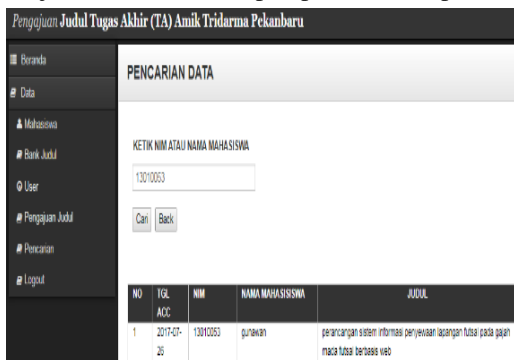 Pengajuan Judul Tugas Akhir (TA) Amik Tridarma Pekanbaru
Beranda
Data
Mahasiswa
Bank Judul
User
Pengajuan Judul
Pencarian
Logout
PENCARIAN DATA
KETIK NIM ATAU NAMA MAHASISWA
13010053
Cari Back
NO TGL ACC NIM NAMA MAHASISISWA JUDUL
1 2017-07-26 13010053 gunawan perancangan sistem informasi penyewaan lapangan futsal pada gajah
mada futsal berbasis web